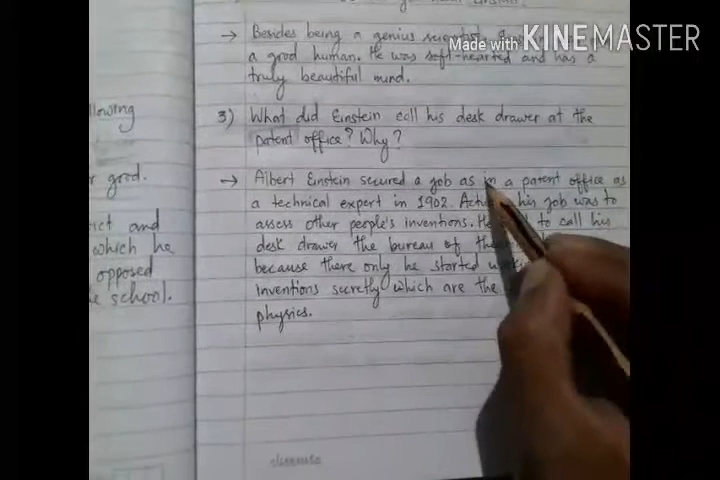 Made with KINEMASTER
→ Besides being a genius
a good human. He was soft-hearted and has a
truly beautiful mind.
3) What did Einstein call his desk drawer at the
patent office? Why?
→ Albert Einstein secured a job as in a patent office as
a technical expert in 1902. his job was to
assess other people's inventions. to call his
desk drawer the bureau of
because there only he started
inventions secretly which are the
physics.
llowing
good.
and
which he
opposed
school.